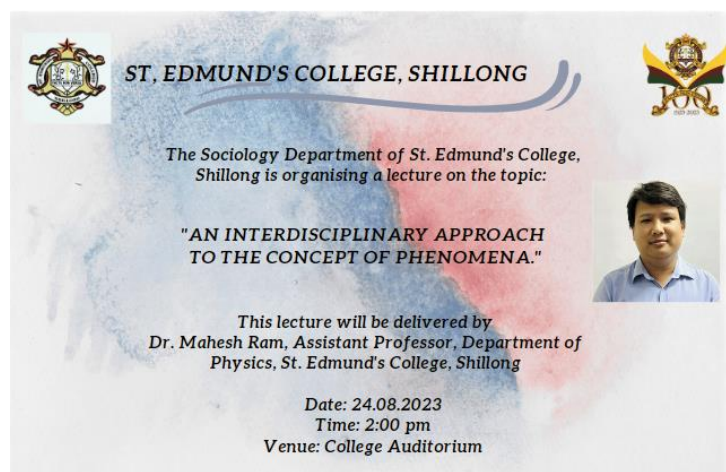 ST, EDMUND'S COLLEGE, SHILLONG
The Sociology Department of St. Edmund's College,
Shillong is organising a lecture on the topic:
"AN INTERDISCIPLINARY APPROACH
TO THE CONCEPT OF PHENOMENA."
This lecture will be delivered by
Dr. Mahesh Ram, Assistant Professor, Department of
Physics, St. Edmund's College, Shillong
Date: 24.08.2023
Time: 2:00 pm
Venue: College Auditorium